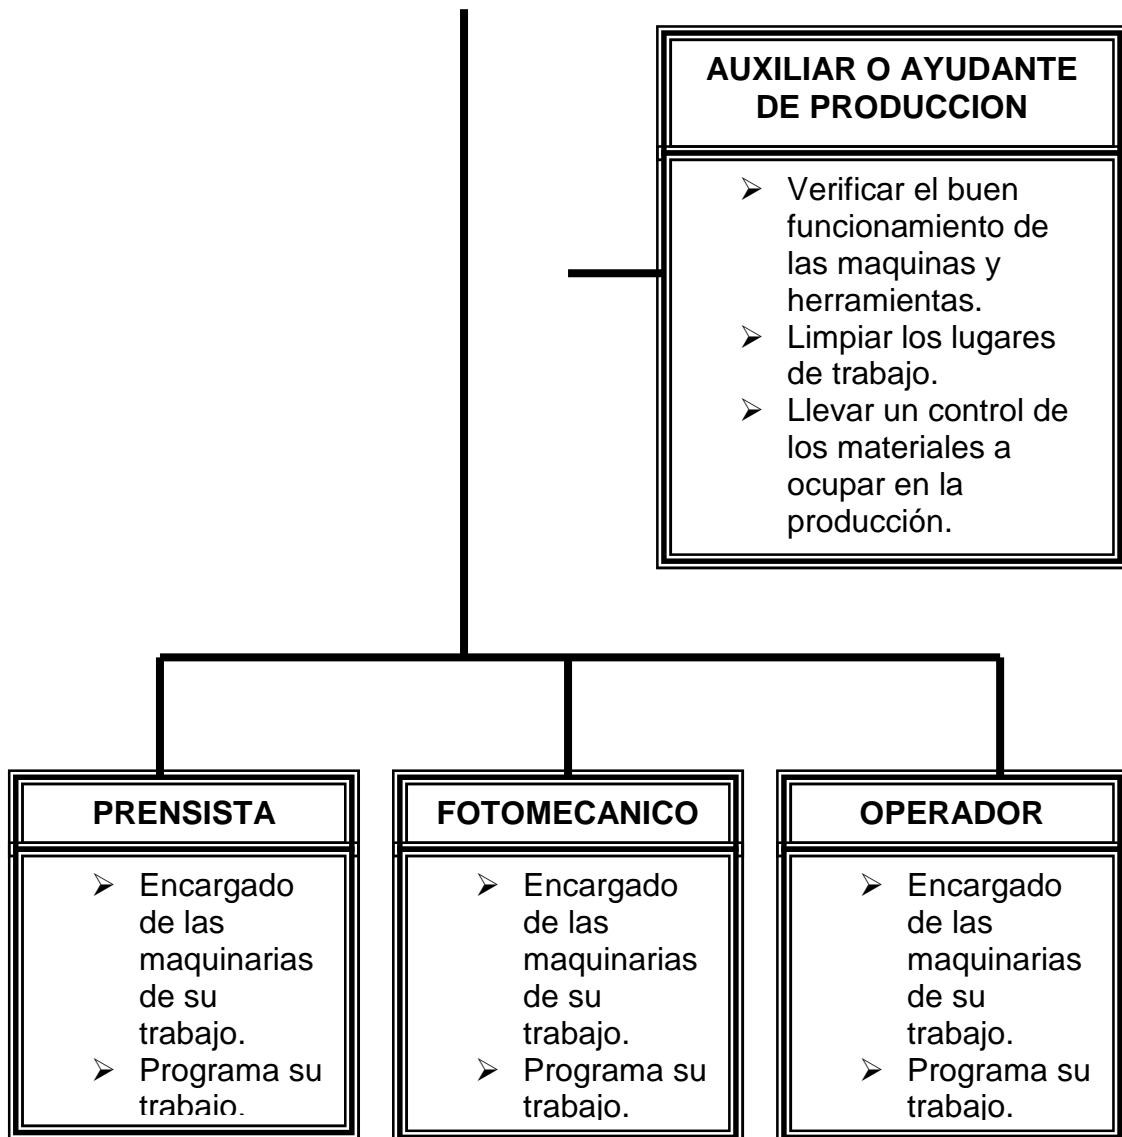 AUXILIAR O AYUDANTE
DE PRODUCCION
➢ Verificar el buen
funcionamiento de
las maquinas y
herramientas.
➢ Limpiar los lugares
de trabajo.
➢ Llevar un control de
los materiales a
ocupar en la
producción.
PRENSISTA
➢ Encargado
de las
maquinarias
de su
trabajo.
➢ Programa su
trabajo.
FOTOMECANICO
➢ Encargado
de las
maquinarias
de su
trabajo.
➢ Programa su
trabajo.
OPERADOR
➢ Encargado
de las
maquinarias
de su
trabajo.
➢ Programa su
trabajo.